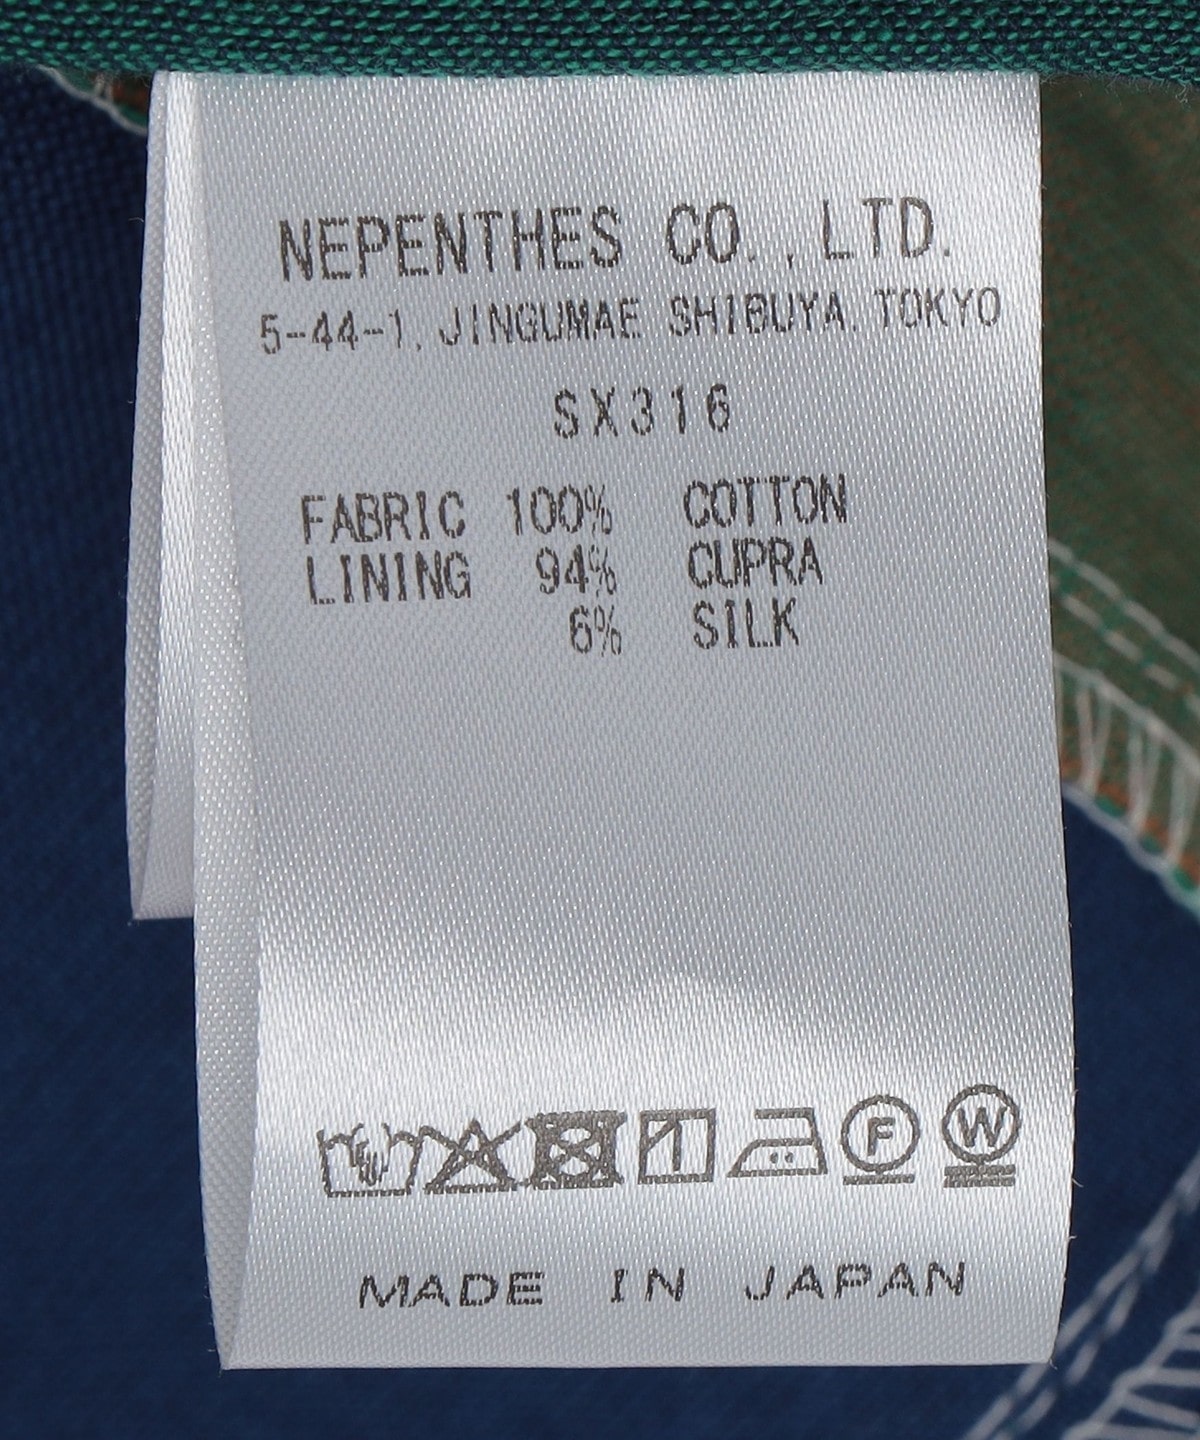 NEPENTHES CO.,LTD.
5-44-1, JINGUMAE SHIBUYA, TOKYO
SX316
FABRIC 100% COTTON
LINING 94% CUPRA
6% SILK
F W
MADE IN JAPAN